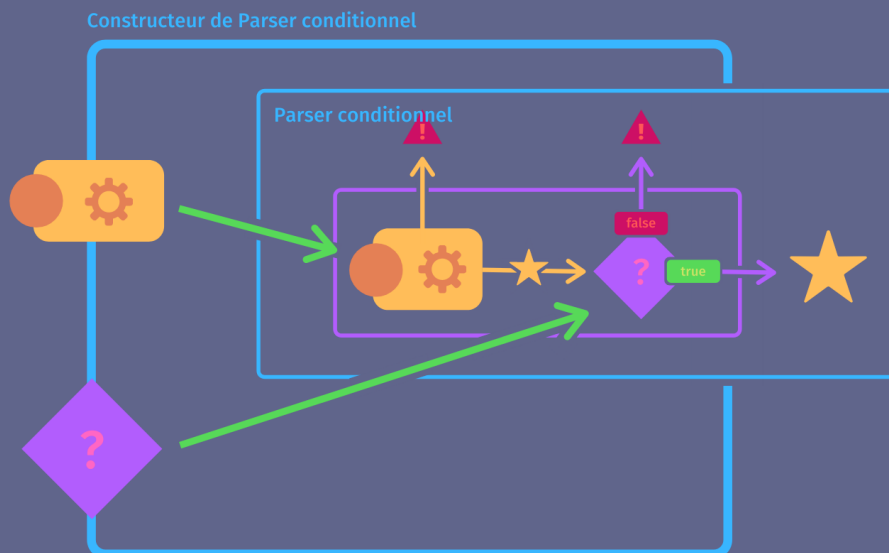 Constructeur de Parser conditionnel
Parser conditionnel
!
!
false
?
true
?